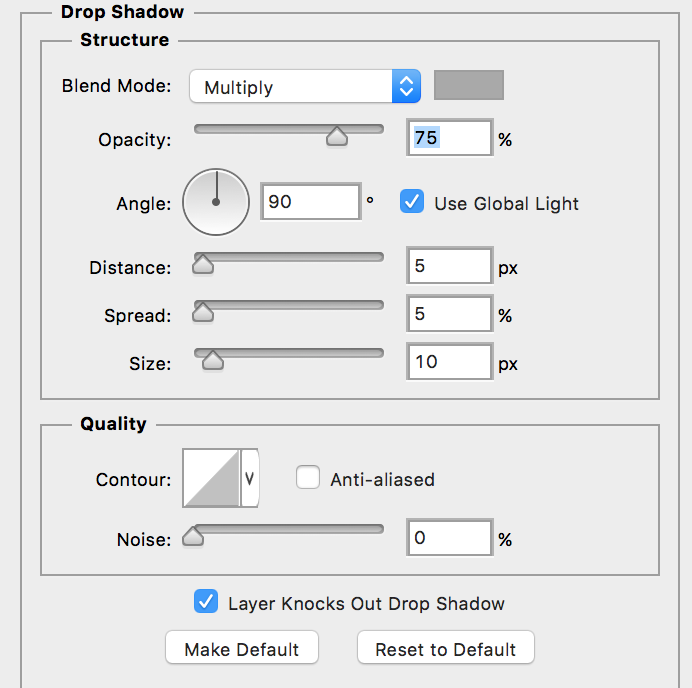 Drop Shadow
Structure
Blend Mode: Multiply
Opacity: 75 %
Angle: 90 ° Use Global Light
Distance: 5 px
Spread: 5 %
Size: 10 px
Quality
Contour: Anti-aliased
Noise: 0 %
Layer Knocks Out Drop Shadow
Make Default Reset to Default